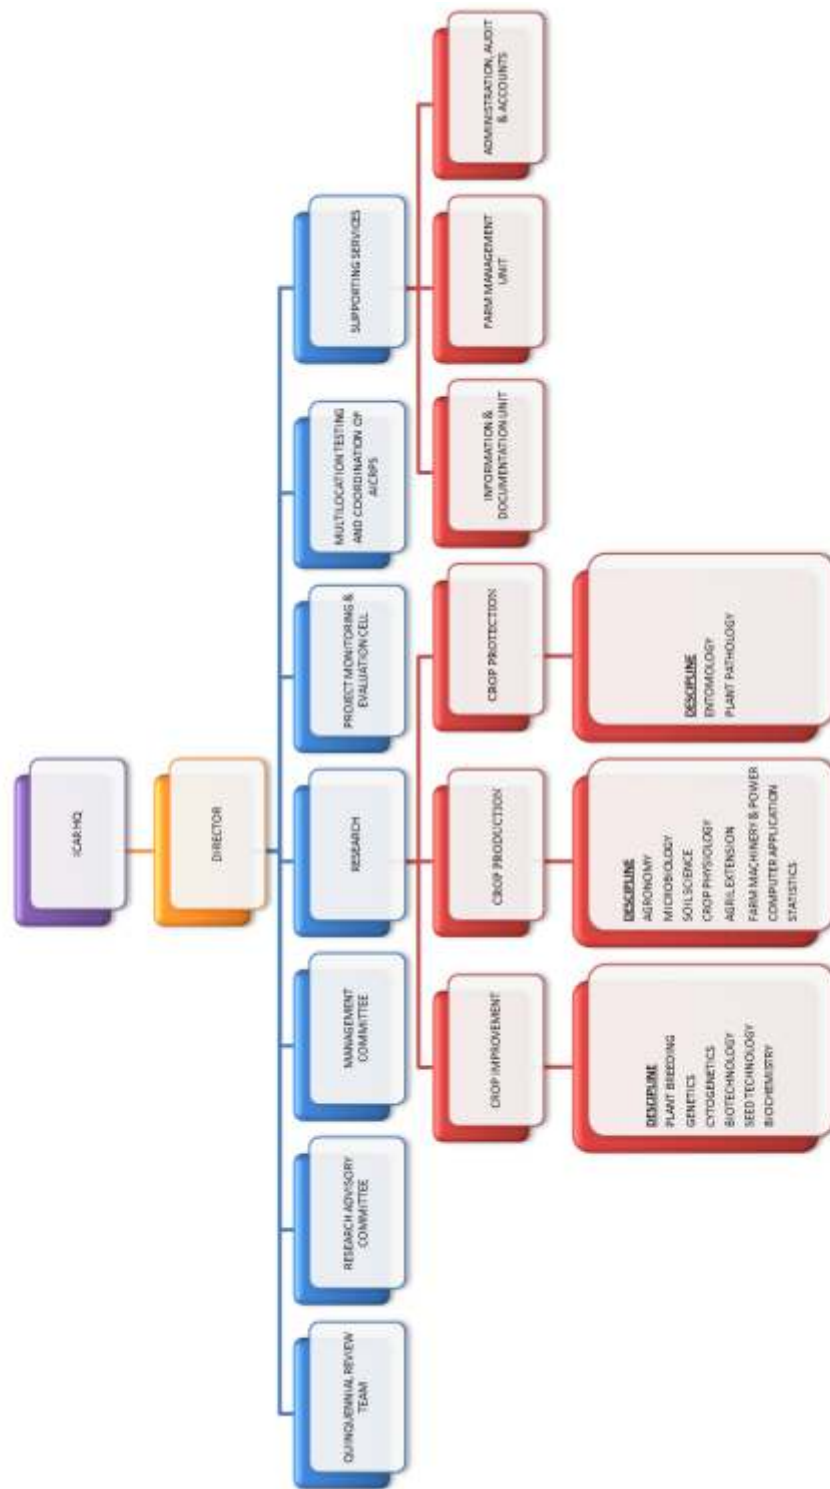 ICAR HQ
DIRECTOR
QUINQUENNIAL REVIEW
TEAM
RESEARCH ADVISORY
COMMITTEE
MANAGEMENT
COMMITTEE
RESEARCH
PROJECT MONITORING &
EVALUATION CELL
MULTILOCATION TESTING
AND COORDINATION OF
AICRPS
SUPPORTING SERVICES
CROP IMPROVEMENT
CROP PRODUCTION
CROP PROTECTION
INFORMATION &
DOCUMENTATION UNIT
FARM MANAGEMENT
UNIT
ADMINISTRATION, AUDIT
& ACCOUNTS
DESCIPLINE
PLANT BREEDING
GENETICS
CYTOGENETICS
BIOTECHNOLOGY
SEED TECHNOLOGY
BIOCHEMISTRY
DESCIPLINE
AGRONOMY
MICROBIOLOGY
SOIL SCIENCE
CROP PHYSIOLOGY
AGRIL EXTENSION
FARM MACHINERY & POWER
COMPUTER APPLICATION
STATISTICS
DESCIPLINE
ENTOMOLOGY
PLANT PATHOLOGY